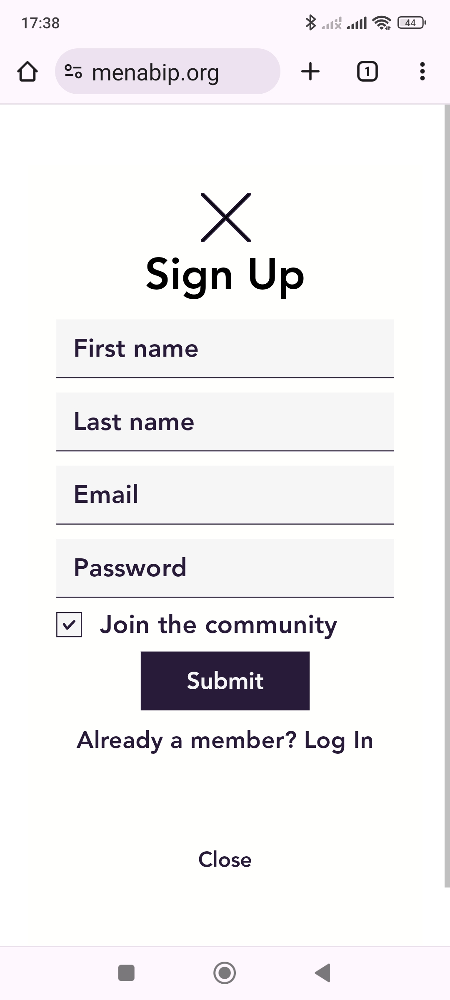 17:38
44
menabip.org
1
Sign Up
First name
Last name
Email
Password
Join the community
Submit
Already a member? Log In
Close